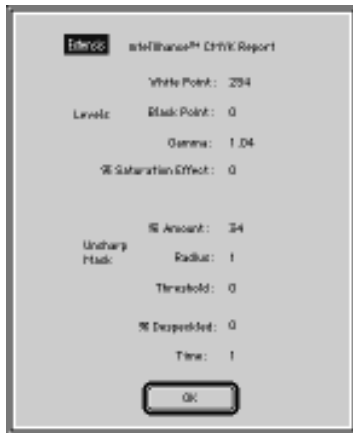 Extensis Intellihance™ CMYK Report
White Point: 294
Levels: Black Point: 0
Gamma: 1.04
% Saturation Effect: 0
% Amount: 34
Unsharp
Mask: Radius: 1
Threshold: 0
% Despeckled: 0
Time: 1
OK